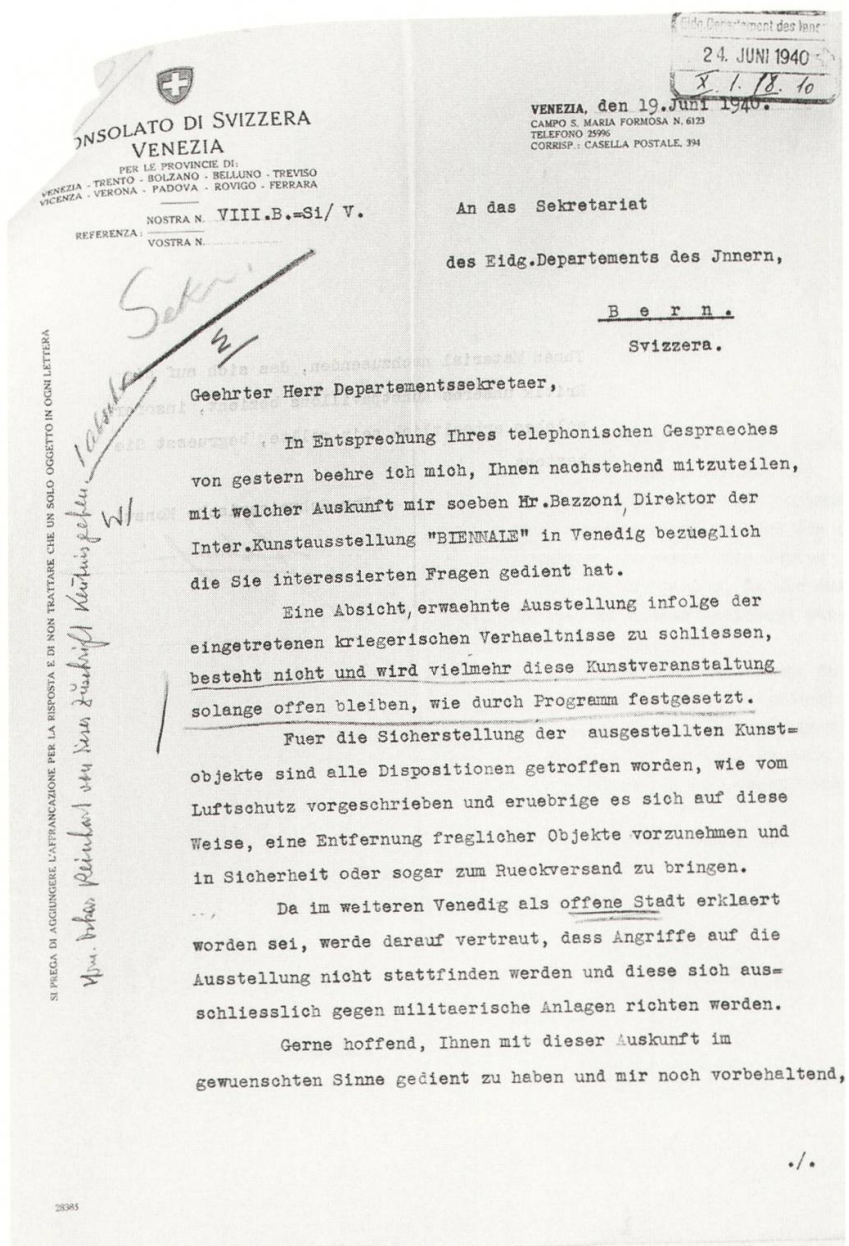 Eidg. Departement des Inne
24. JUNI 1940
X. 1. 18. 10
ONSOLATO DI SVIZZERA
VENEZIA
PER LE PROVINCIE DI:
VENEZIA - TRENTO - BOLZANO - BELLUNO - TREVISO
VICENZA - VERONA - PADOVA - ROVIGO - FERRARA
NOSTRA N. VIII.B.=Si/ V.
REFERENZA:
VOSTRA N.
VENEZIA, den 19.Juni 1940.
CAMPO S. MARIA FORMOSA N. 6123
TELEFONO 25996
CORRISP.: CASELLA POSTALE, 394
An das Sekretariat
des Eidg.Departements des Jnnern,
B e r n .
Svizzera.
Sekr.
Geehrter Herr Departementssekretaer,
In Entsprechung Ihres telephonischen Gespraeches
von gestern beehre ich mich, Ihnen nachstehend mitzuteilen,
mit welcher Auskunft mir soeben Mr.Bazzoni, Direktor der
Inter.Kunstausstellung "BIENNALE" in Venedig bezueglich
die Sie interessierten Fragen gedient hat.
Eine Absicht, erwaehnte Ausstellung infolge der
eingetretenen kriegerischen Verhaeltnisse zu schliessen,
besteht nicht und wird vielmehr diese Kunstveranstaltung
solange offen bleiben, wie durch Programm festgesetzt.
Fuer die Sicherstellung der ausgestellten Kunst=
objekte sind alle Dispositionen getroffen worden, wie vom
Luftschutz vorgeschrieben und eruebrige es sich auf diese
Weise, eine Entfernung fraglicher Objekte vorzunehmen und
in Sicherheit oder sogar zum Rueckversand zu bringen.
Da im weiteren Venedig als offene Stadt erklaert
worden sei, werde darauf vertraut, dass Angriffe auf die
Ausstellung nicht stattfinden werden und diese sich aus=
schliesslich gegen militaerische Anlagen richten werden.
Gerne hoffend, Ihnen mit dieser Auskunft im
gewuenschten Sinne gedient zu haben und mir noch vorbehaltend,
./.
SI PREGA DI AGGIUNGERE L'AFFRANCAZIONE PER LA RISPOSTA E DI NON TRATTARE CHE UN SOLO OGGETTO IN OGNI LETTERA
Oskar Reinhart von dieser Zuschrift Kenntnis geben.
28385